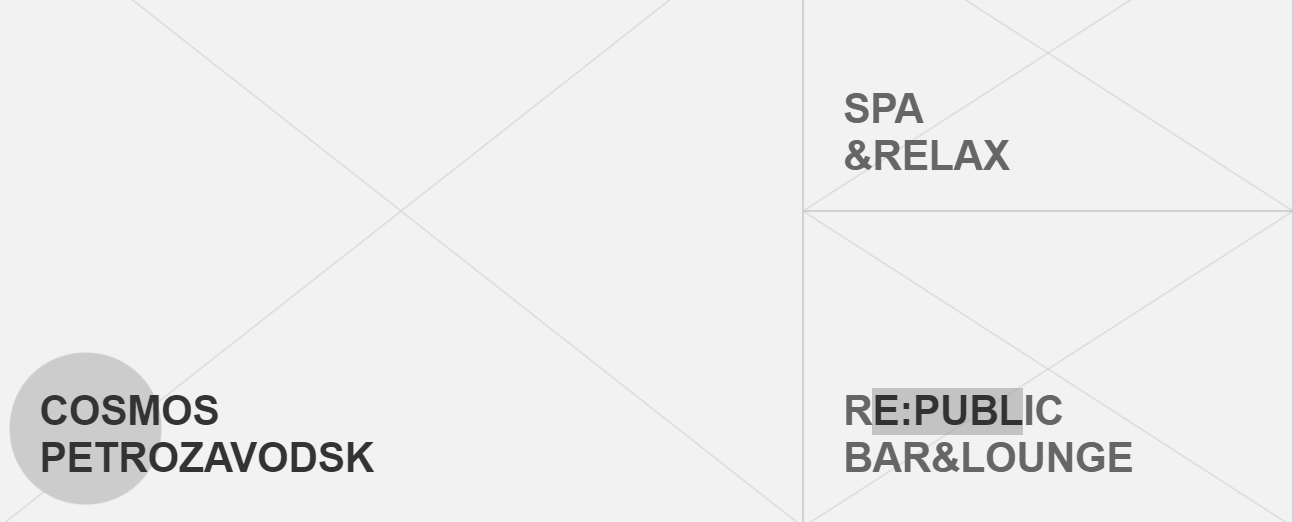 SPA
&RELAX
COSMOS
PETROZAVODSK
RE:PUBLIC
BAR&LOUNGE